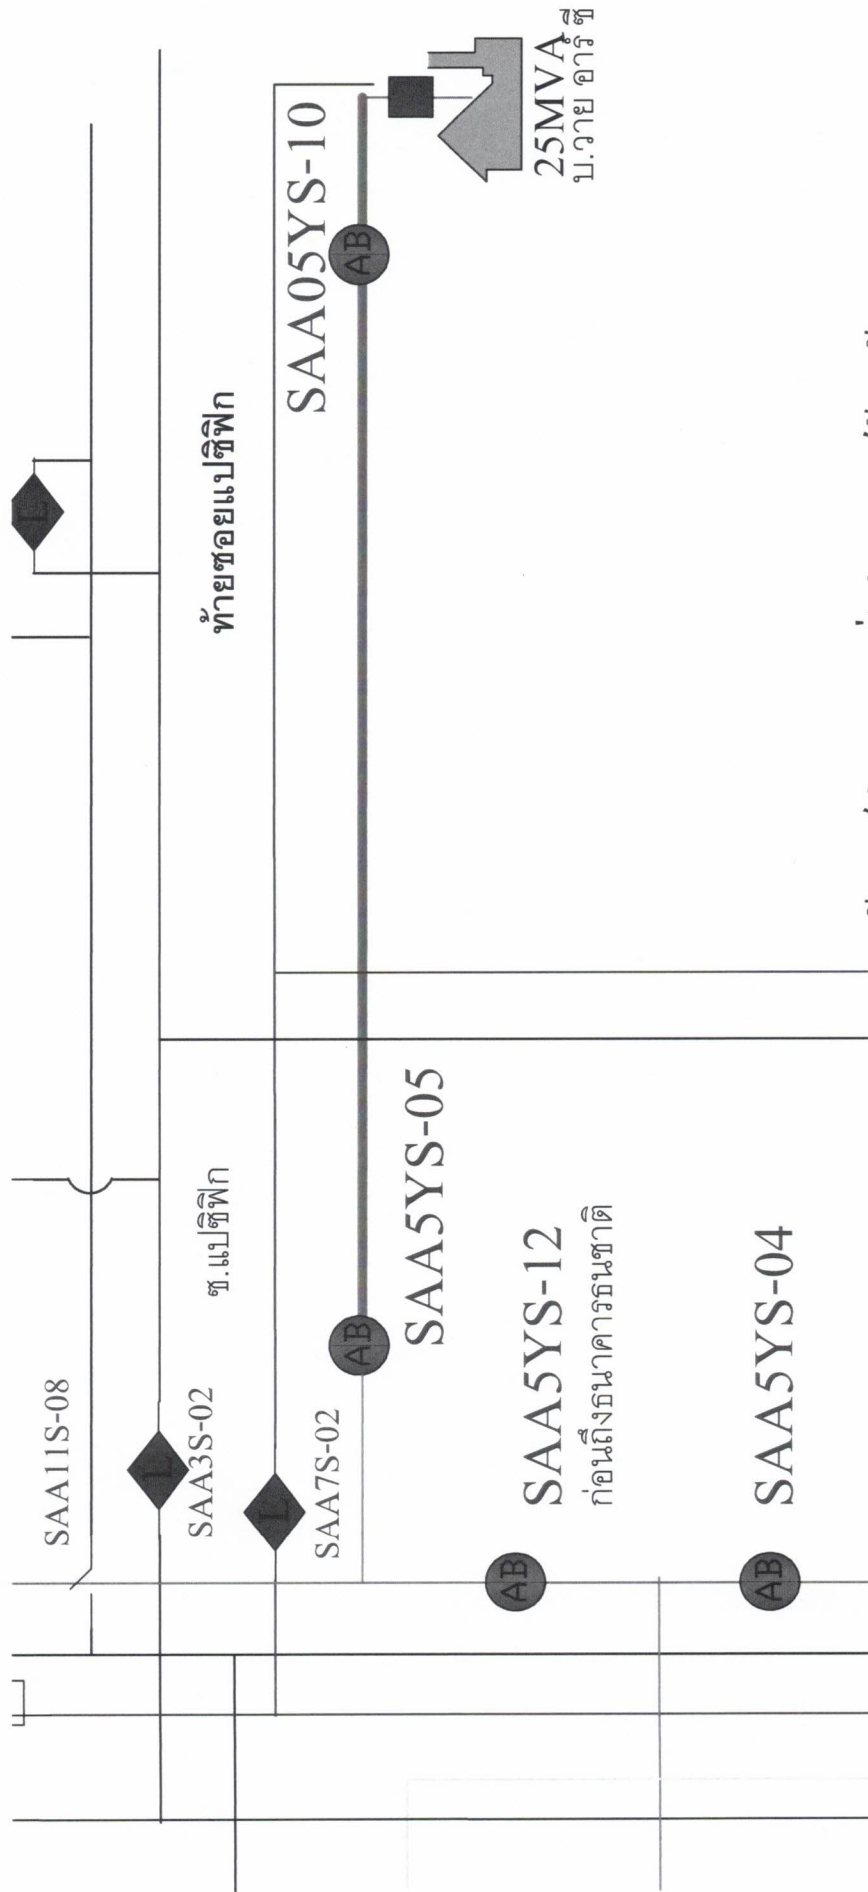 SAA11S-08
L
L
SAA3S-02
ซ.แปซิฟิก
ท้ายซอยแปซิฟิก
L
SAA7S-02
SAA05YS-10
AB
AB
SAA5YS-05
25MVA
บ.วาย อาร์ ซี
AB
SAA5YS-12
ก่อนถึงธนาคารธนชาติ
AB
SAA5YS-04